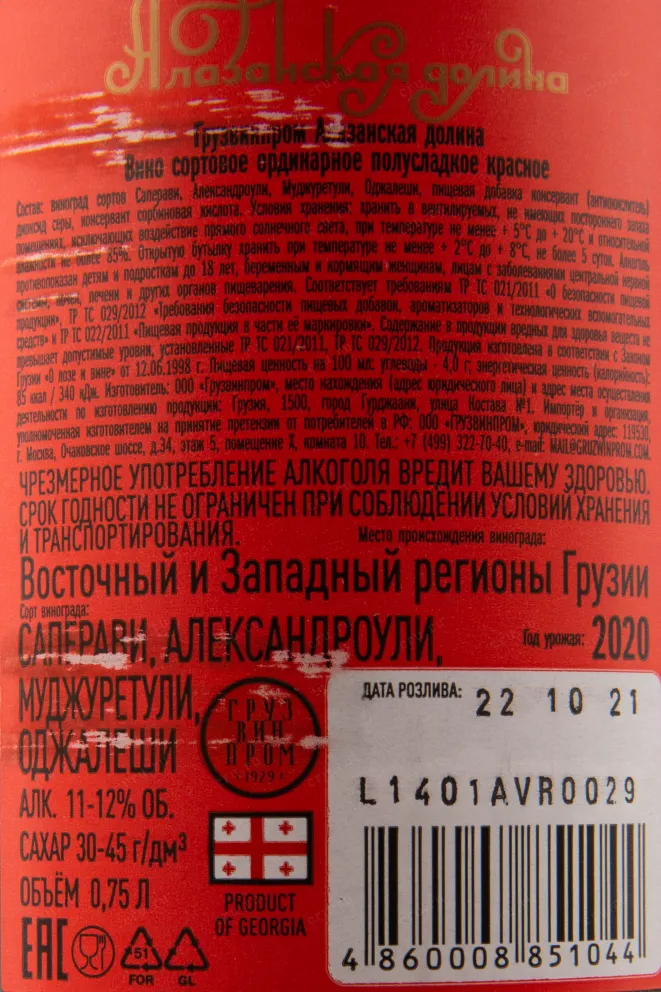 Алазанская долина
Грузвинпром Алазанская долина
Вино сортовое ординарное полусладкое красное
Состав: виноград сортов Саперави, Александроули, Муджуретули, Оджалеши, пищевая добавка консервант (антиокислитель)
диоксид серы, консервант сорбиновая кислота. Условия хранения: хранить в вентилируемых, не имеющих постороннего запаха
помещениях, исключающих воздействие прямого солнечного света, при температуре не менее + 5°С до + 20°С и относительной
влажности не более 85%. Открытую бутылку хранить при температуре не менее + 2°С до + 8°С, не более 5 суток. Алкоголь
противопоказан детям и подросткам до 18 лет, беременным и кормящим женщинам, лицам с заболеваниями центральной нервной
системы, почек, печени и других органов пищеварения. Соответствует требованиям ТР ТС 021/2011 «О безопасности пищевой
продукции», ТР ТС 029/2012 «Требования безопасности пищевых добавок, ароматизаторов и технологических вспомогательных
средств» и ТР ТС 022/2011 «Пищевая продукция в части её маркировки». Содержание в продукции вредных для здоровья веществ не
превышает допустимые уровни, установленные ТР ТС 021/2011, ТР ТС 029/2012. Продукция изготовлена в соответствии с Законом
Грузии «О лозе и вине» от 12.06.1998 г. Пищевая ценность на 100 мл: углеводы - 4,0 г; энергетическая ценность (калорийность):
85 ккал / 340 кДж. Изготовитель: ООО «Грузвинпром», место нахождения (адрес юридического лица) и адрес места осуществления
деятельности по изготовлению продукции: Грузия, 1500, город Гурджаани, улица Костава №1. Импортёр и организация,
уполномоченная изготовителем на принятие претензии от потребителей в РФ: ООО «ГРУЗВИНПРОМ», юридический адрес: 119530,
г. Москва, Очаковское шоссе, д.34, этаж 5, помещение X, комната 10. Тел.: +7 (499) 322-70-40, e-mail: MAIL@GRUZWINPROM.COM.
ЧРЕЗМЕРНОЕ УПОТРЕБЛЕНИЕ АЛКОГОЛЯ ВРЕДИТ ВАШЕМУ ЗДОРОВЬЮ.
СРОК ГОДНОСТИ НЕ ОГРАНИЧЕН ПРИ СОБЛЮДЕНИИ УСЛОВИЙ ХРАНЕНИЯ
И ТРАНСПОРТИРОВАНИЯ.
Место происхождения винограда:
Восточный и Западный регионы Грузии
Сорт винограда:
САПЕРАВИ, АЛЕКСАНДРОУЛИ,
Год урожая: 2020
МУДЖУРЕТУЛИ,
ОДЖАЛЕШИ
ГРУЗ
ВИН
ПРОМ
1929
ДАТА РОЗЛИВА: 22 10 21
L1401AVR0029
АЛК. 11-12% ОБ.
САХАР 30-45 г/дм³
ОБЪЁМ 0,75 Л
PRODUCT
OF GEORGIA
EAC
51
FOR
GL
4 860008 851044